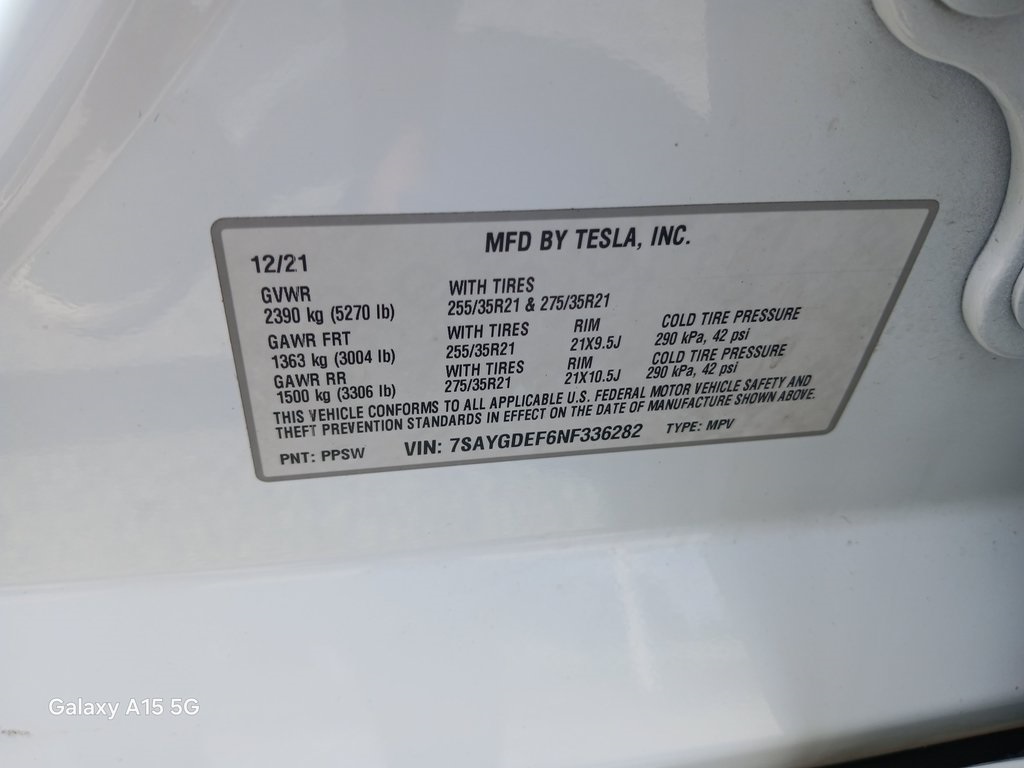 MFD BY TESLA, INC.
12/21
GVWR WITH TIRES
2390 kg (5270 lb) 255/35R21 & 275/35R21
GAWR FRT WITH TIRES RIM COLD TIRE PRESSURE
1363 kg (3004 lb) 255/35R21 21X9.5J 290 kPa, 42 psi
GAWR RR WITH TIRES RIM COLD TIRE PRESSURE
1500 kg (3306 lb) 275/35R21 21X10.5J 290 kPa, 42 psi
THIS VEHICLE CONFORMS TO ALL APPLICABLE U.S. FEDERAL MOTOR VEHICLE SAFETY AND
THEFT PREVENTION STANDARDS IN EFFECT ON THE DATE OF MANUFACTURE SHOWN ABOVE.
PNT: PPSW VIN: 7SAYGDEF6NF336282 TYPE: MPV
Galaxy A15 5G